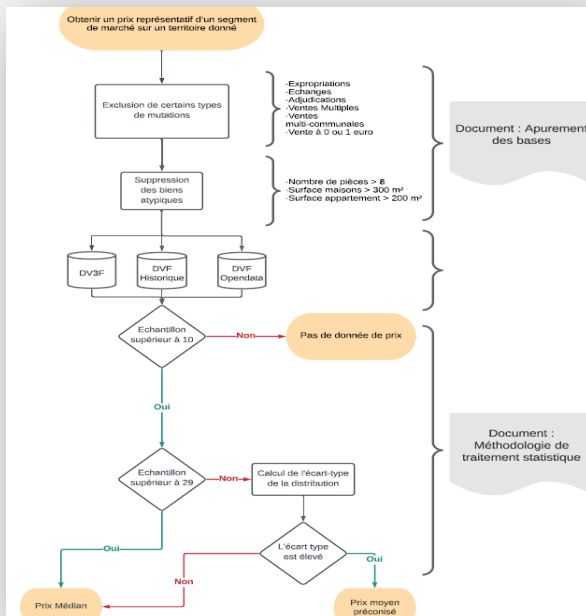 Obtenir un prix représentatif d'un segment
de marché sur un territoire donné
Exclusion de certains types
de mutations
-Expropriations
-Echanges
-Adjudications
-Ventes Multiples
-Ventes
multi-communales
-Vente à 0 ou 1 euro
Document : Apurement
des bases
Suppression
des biens
atypiques
-Nombre de pièces > 8
-Surface maisons > 300 m²
-Surface appartement > 200 m²
DV3F
DVF
Historique
DVF
Opendata
Echantillon
supérieur à 10
Non
Pas de donnée de prix
Oui
Document :
Méthodologie de
traitement statistique
Echantillon
supérieur à 29
Non
Calcul de l'écart-type
de la distribution
L'écart type
est élevé
Oui
Non
Oui
Prix Médian
Prix moyen
préconisé